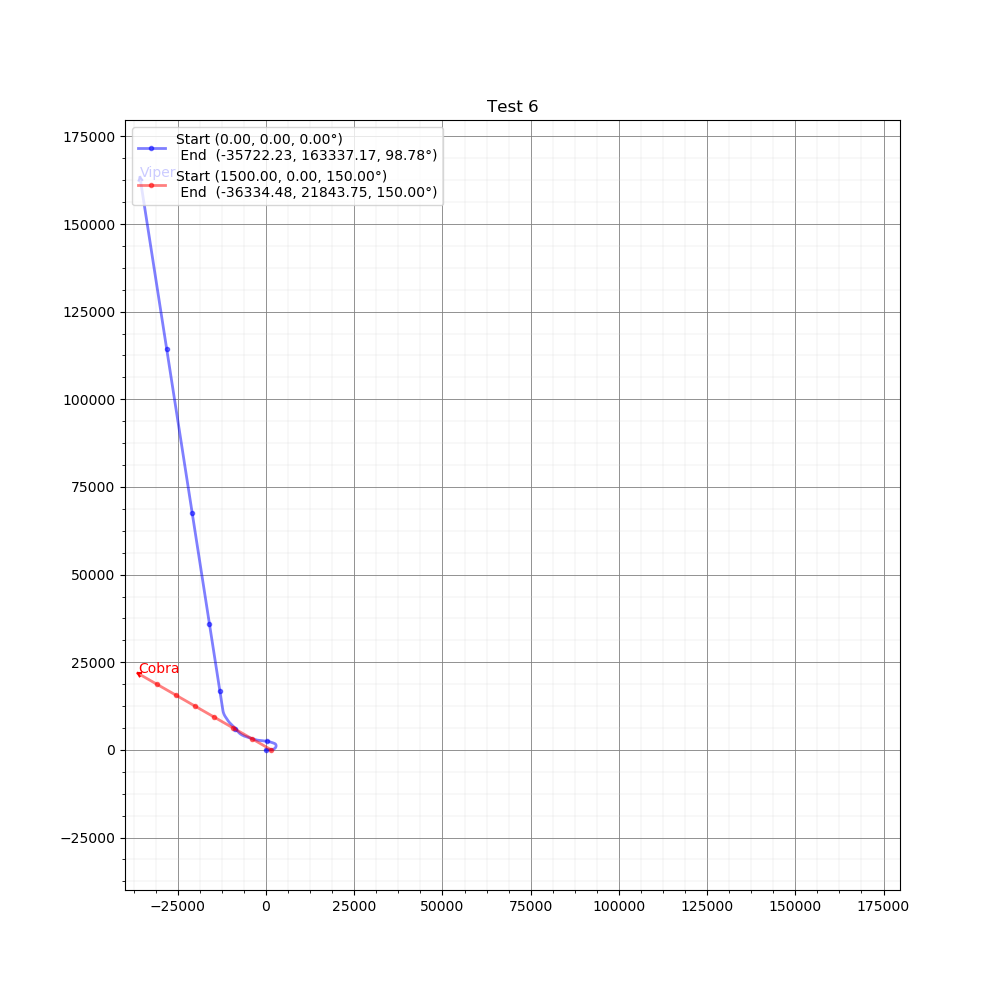 Test 6
Start (0.00, 0.00, 0.00°)
End (-35722.23, 163337.17, 98.78°)
Start (1500.00, 0.00, 150.00°)
End (-36334.48, 21843.75, 150.00°)
Viper
Cobra
175000
150000
125000
100000
75000
50000
25000
0
−25000
−25000 0 25000 50000 75000 100000 125000 150000 175000